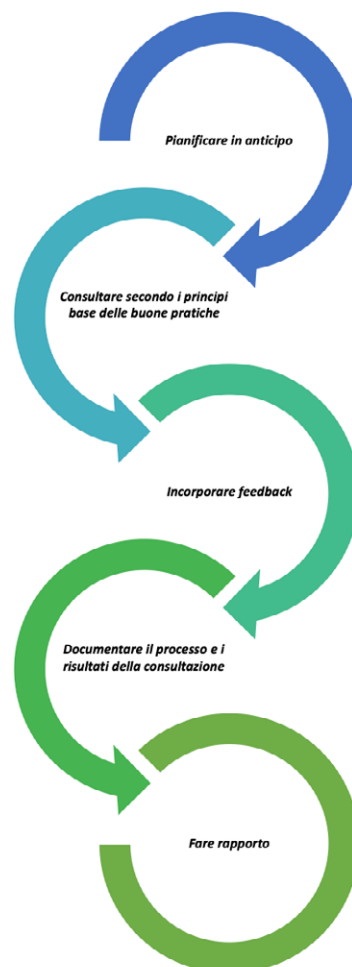 Pianificare in anticipo
Consultare secondo i principi
base delle buone pratiche
Incorporare feedback
Documentare il processo e i
risultati della consultazione
Fare rapporto